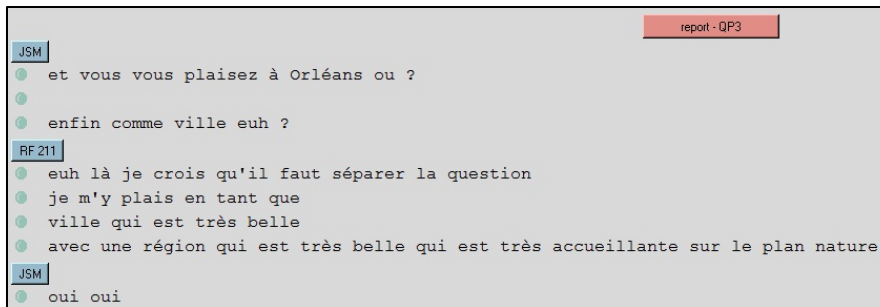 report - QP3
JSM
et vous vous plaisez à Orléans ou ?
enfin comme ville euh ?
RF 211
euh là je crois qu'il faut séparer la question
je m'y plais en tant que
ville qui est très belle
avec une région qui est très belle qui est très accueillante sur le plan nature
JSM
oui oui